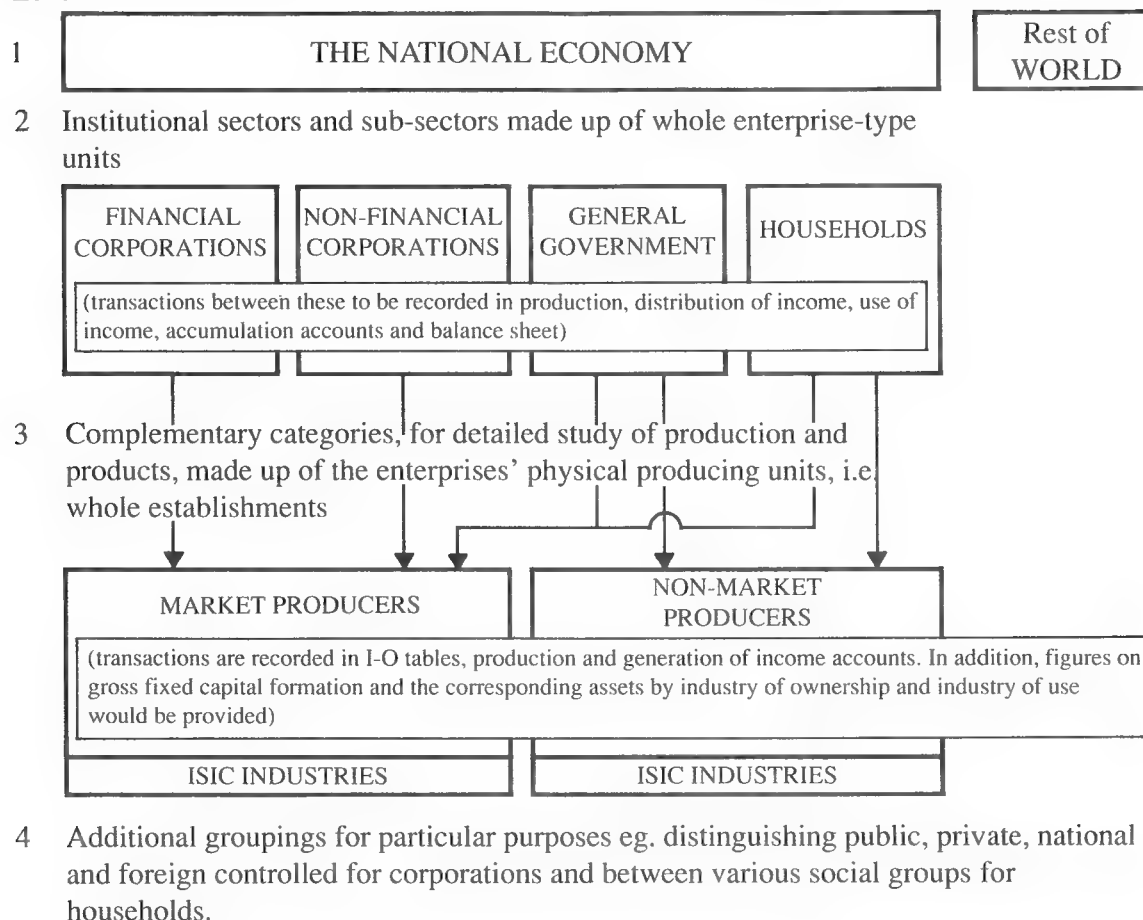 1 THE NATIONAL ECONOMY
Rest of
WORLD
2 Institutional sectors and sub-sectors made up of whole enterprise-type
units
FINANCIAL
CORPORATIONS
NON-FINANCIAL
CORPORATIONS
GENERAL
GOVERNMENT
HOUSEHOLDS
(transactions between these to be recorded in production, distribution of income, use of
income, accumulation accounts and balance sheet)
3 Complementary categories, for detailed study of production and
products, made up of the enterprises' physical producing units, i.e
whole establishments
MARKET PRODUCERS
NON-MARKET
PRODUCERS
(transactions are recorded in I-O tables, production and generation of income accounts. In addition, figures on
gross fixed capital formation and the corresponding assets by industry of ownership and industry of use
would be provided)
ISIC INDUSTRIES
ISIC INDUSTRIES
4 Additional groupings for particular purposes eg. distinguishing public, private, national
and foreign controlled for corporations and between various social groups for
households.